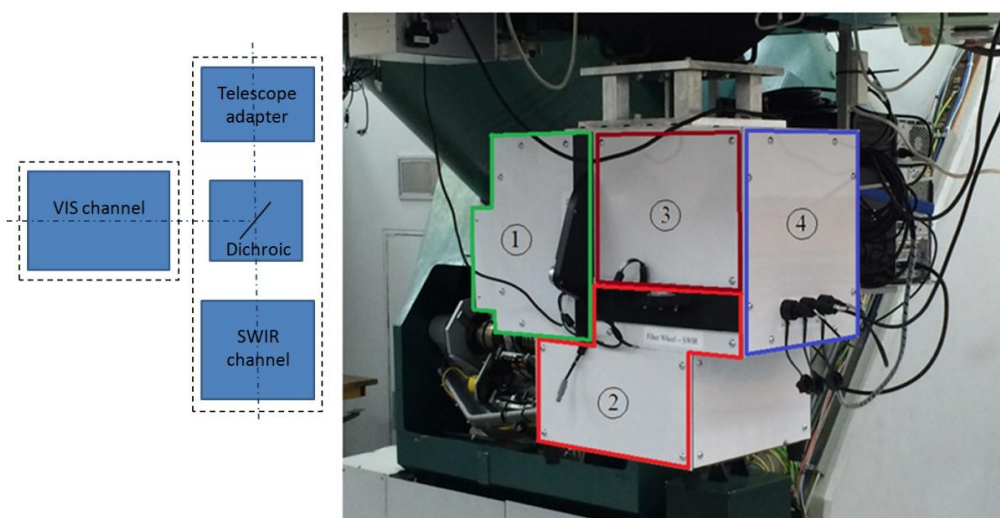 Telescope
adapter
VIS channel
Dichroic
SWIR
channel
1
3
4
Filter Wheel – SWIR
2